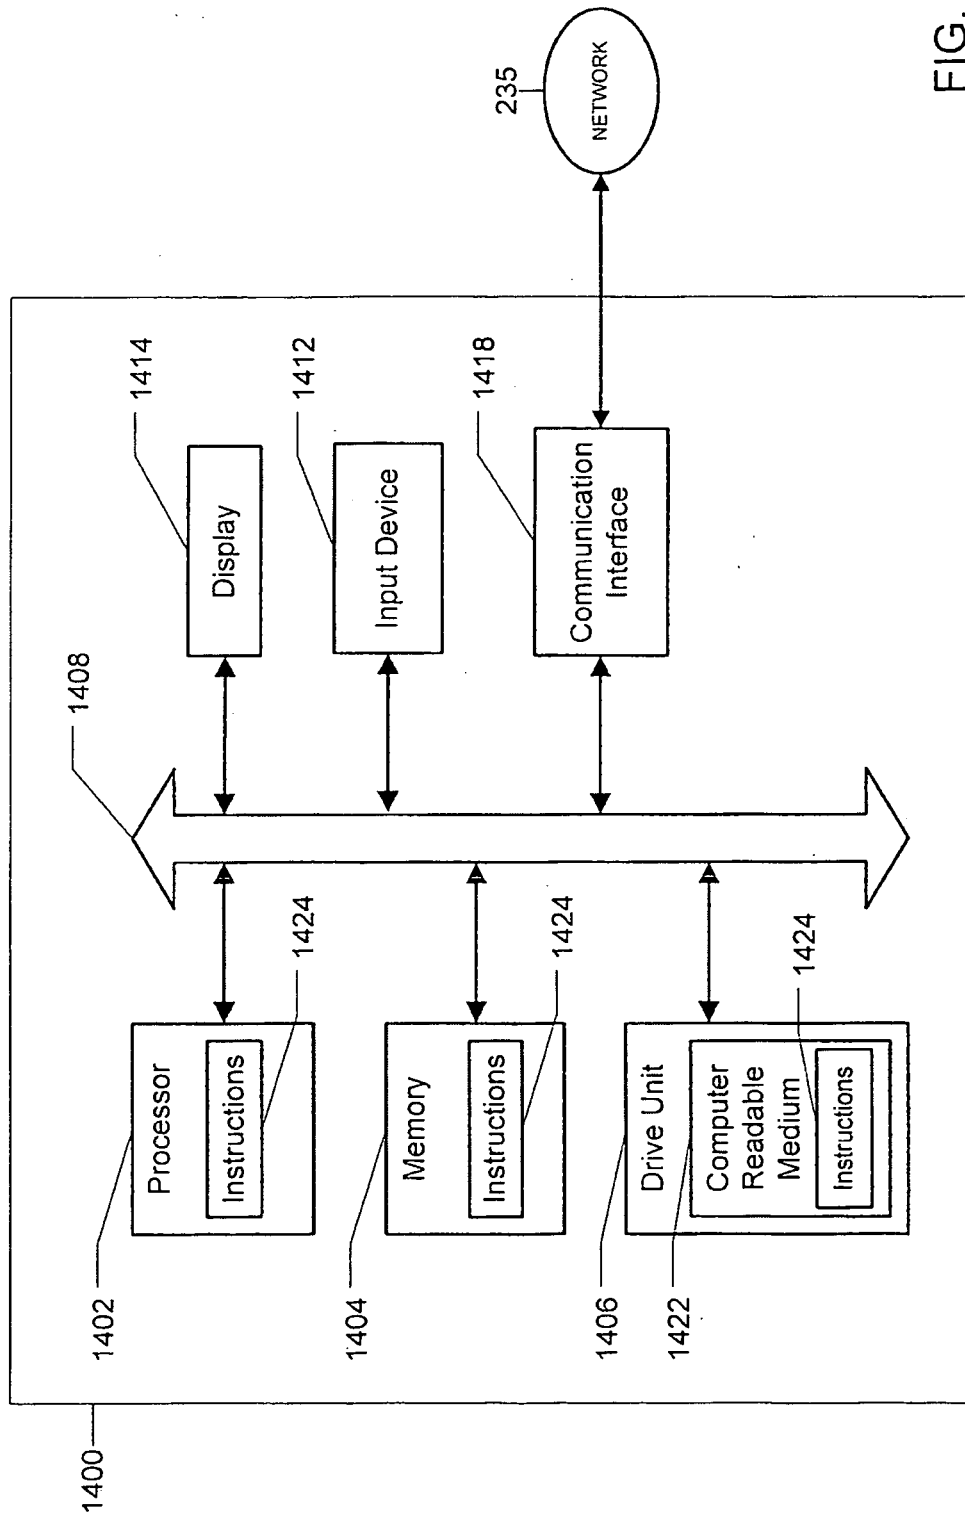 1400
1402
Processor
Instructions
1424
1404
Memory
Instructions
1424
1406
1422
Drive Unit
Computer
Readable
Medium
Instructions
1424
1408
1414
Display
1412
Input Device
1418
Communication
Interface
235
NETWORK
FIG.